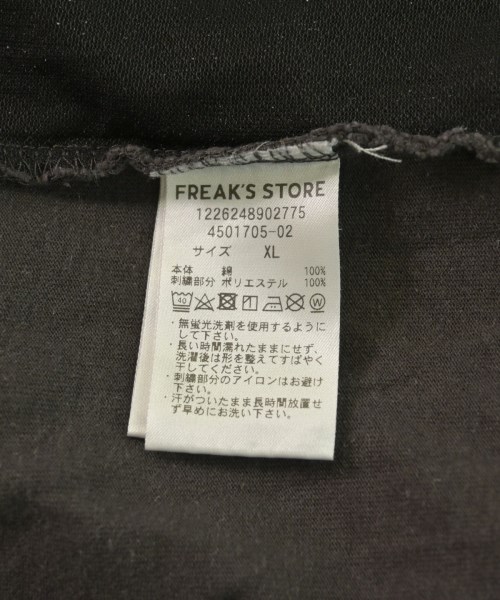 FREAK'S STORE
1226248902775
4501705-02
サイズ XL
本体 綿 100%
刺繍部分 ポリエステル 100%
40 W
・無蛍光洗剤を使用するように
して下さい。
・長い時間濡れたままにせず、
洗濯後は形を整えてすばやく
干してください。
・刺繍部分のアイロンはお避け
下さい。
・汗がついたまま長時間放置せ
ず早めにお洗い下さい。